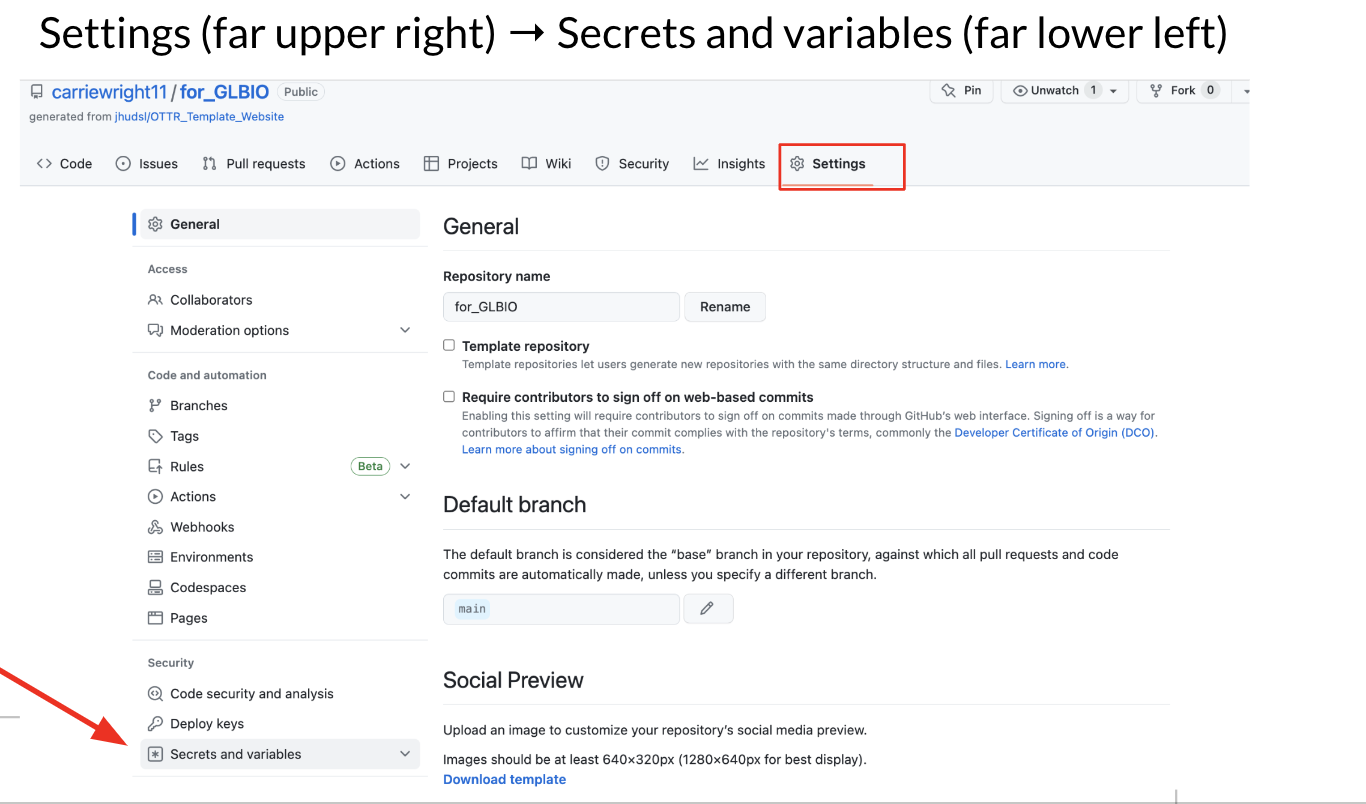 Settings (far upper right) → Secrets and variables (far lower left)
carriewright11 / for_GLBIO Public
Pin Unwatch 1 Fork 0
generated from jhudsl/OTTR_Template_Website
Code Issues Pull requests Actions Projects Wiki Security Insights Settings
General
Access
Collaborators
Moderation options
Code and automation
Branches
Tags
Rules Beta
Actions
Webhooks
Environments
Codespaces
Pages
Security
Code security and analysis
Deploy keys
Secrets and variables
General
Repository name
for_GLBIO Rename
Template repository
Template repositories let users generate new repositories with the same directory structure and files. Learn more.
Require contributors to sign off on web-based commits
Enabling this setting will require contributors to sign off on commits made through GitHub's web interface. Signing off is a way for
contributors to affirm that their commit complies with the repository's terms, commonly the Developer Certificate of Origin (DCO).
Learn more about signing off on commits.
Default branch
The default branch is considered the “base” branch in your repository, against which all pull requests and code
commits are automatically made, unless you specify a different branch.
main
Social Preview
Upload an image to customize your repository's social media preview.
Images should be at least 640×320px (1280×640px for best display).
Download template